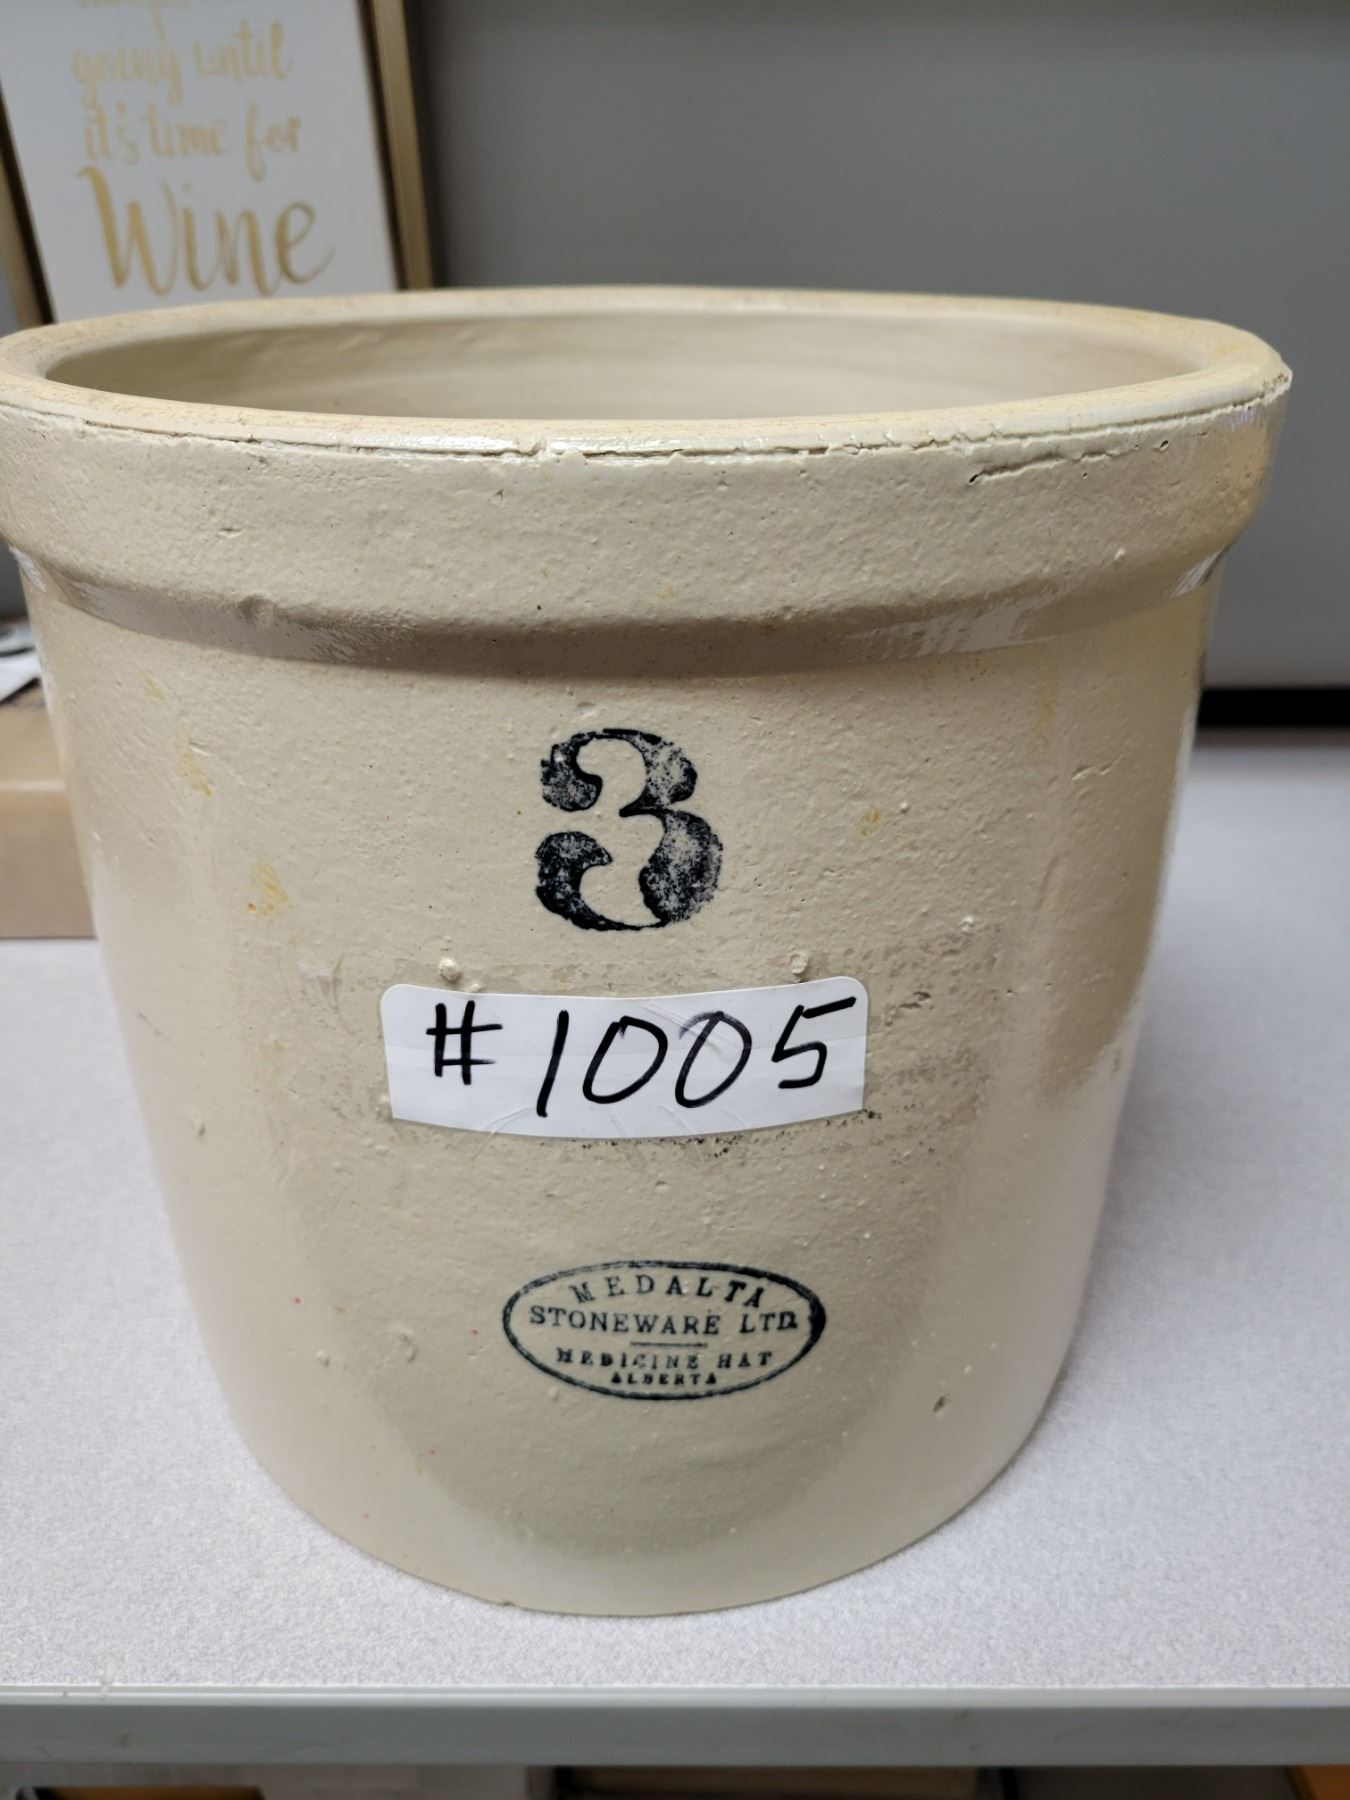 going until
it's time for
Wine
3
#1005
MEDALTA
STONEWARE LTD.
MEDICINE HAT
ALBERTA